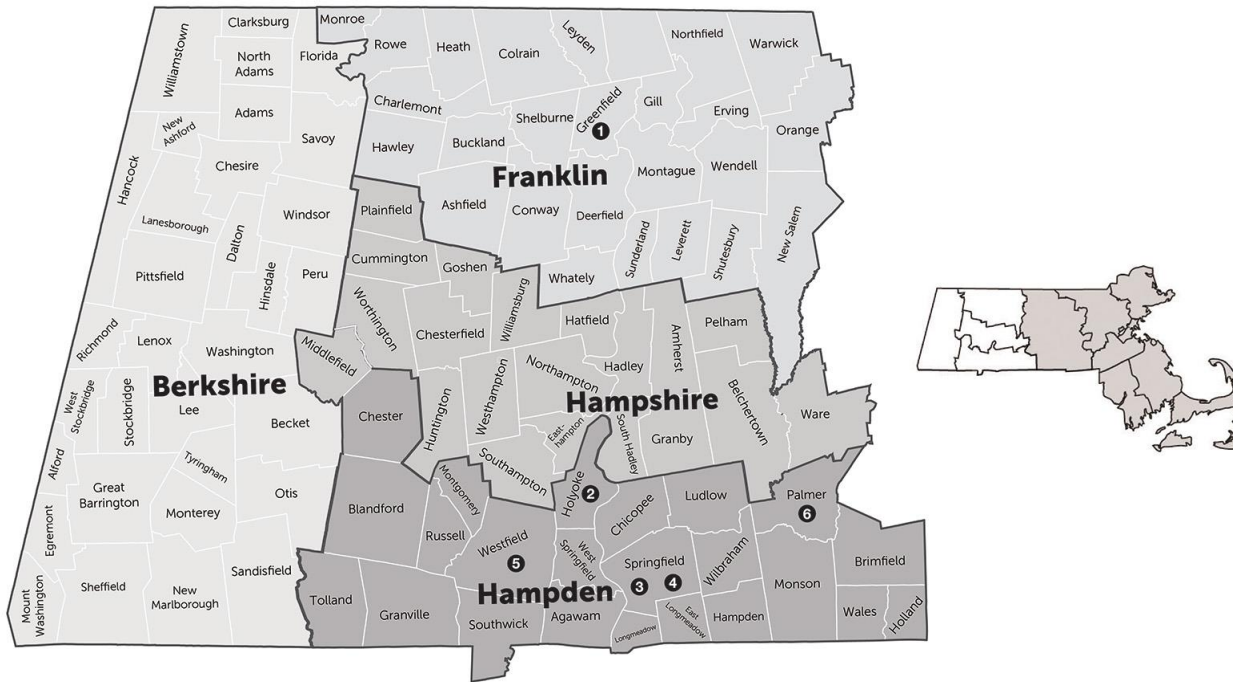 Clarksburg
Monroe
Williamstown
North
Adams
Florida
Rowe
Heath
Colrain
Leyden
Northfield
Warwick
Adams
New
Ashford
Savoy
Charlemont
Shelburne
Greenfield
1
Gill
Erving
Orange
Hancock
Chesire
Hawley
Buckland
Franklin
Montague
Wendell
Lanesborough
Dalton
Windsor
Plainfield
Ashfield
Conway
Deerfield
Sunderland
Leverett
Shutesbury
New Salem
Pittsfield
Hinsdale
Peru
Cummington
Goshen
Whately
Richmond
Lenox
Washington
Middlefield
Worthington
Chesterfield
Williamsburg
Hatfield
Hadley
Amherst
Pelham
Berkshire
West
Stockbridge
Stockbridge
Lee
Becket
Chester
Huntington
Westhampton
Northampton
Hampshire
East-
hampton
South Hadley
Granby
Belchertown
Ware
Alford
Great
Barrington
Tyringham
Monterey
Otis
Blandford
Montgomery
Southampton
Holyoke
2
Chicopee
Ludlow
Palmer
6
Egremont
Russell
Westfield
5
West
Springfield
Springfield
3
4
Wilbraham
Monson
Brimfield
Mount
Washington
Sheffield
New
Marlborough
Sandisfield
Tolland
Granville
Hampden
Southwick
Agawam
Longmeadow
East
Longmeadow
Hampden
Wales
Holland